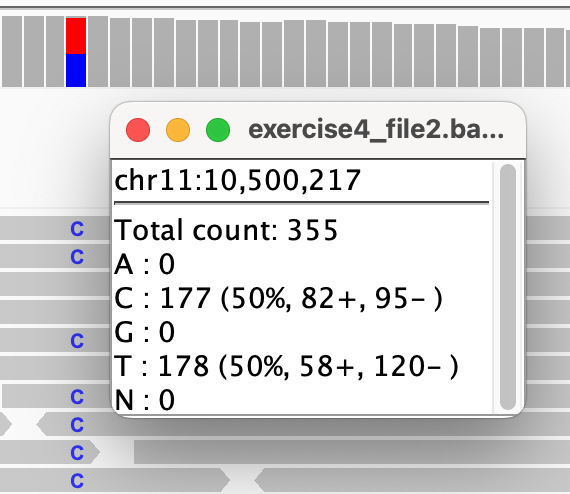 exercise4_file2.ba...
chr11:10,500,217
C
Total count: 355
C
A : 0
C : 177 (50%, 82+, 95- )
G : 0
C
T : 178 (50%, 58+, 120- )
C
N : 0
C
C
C